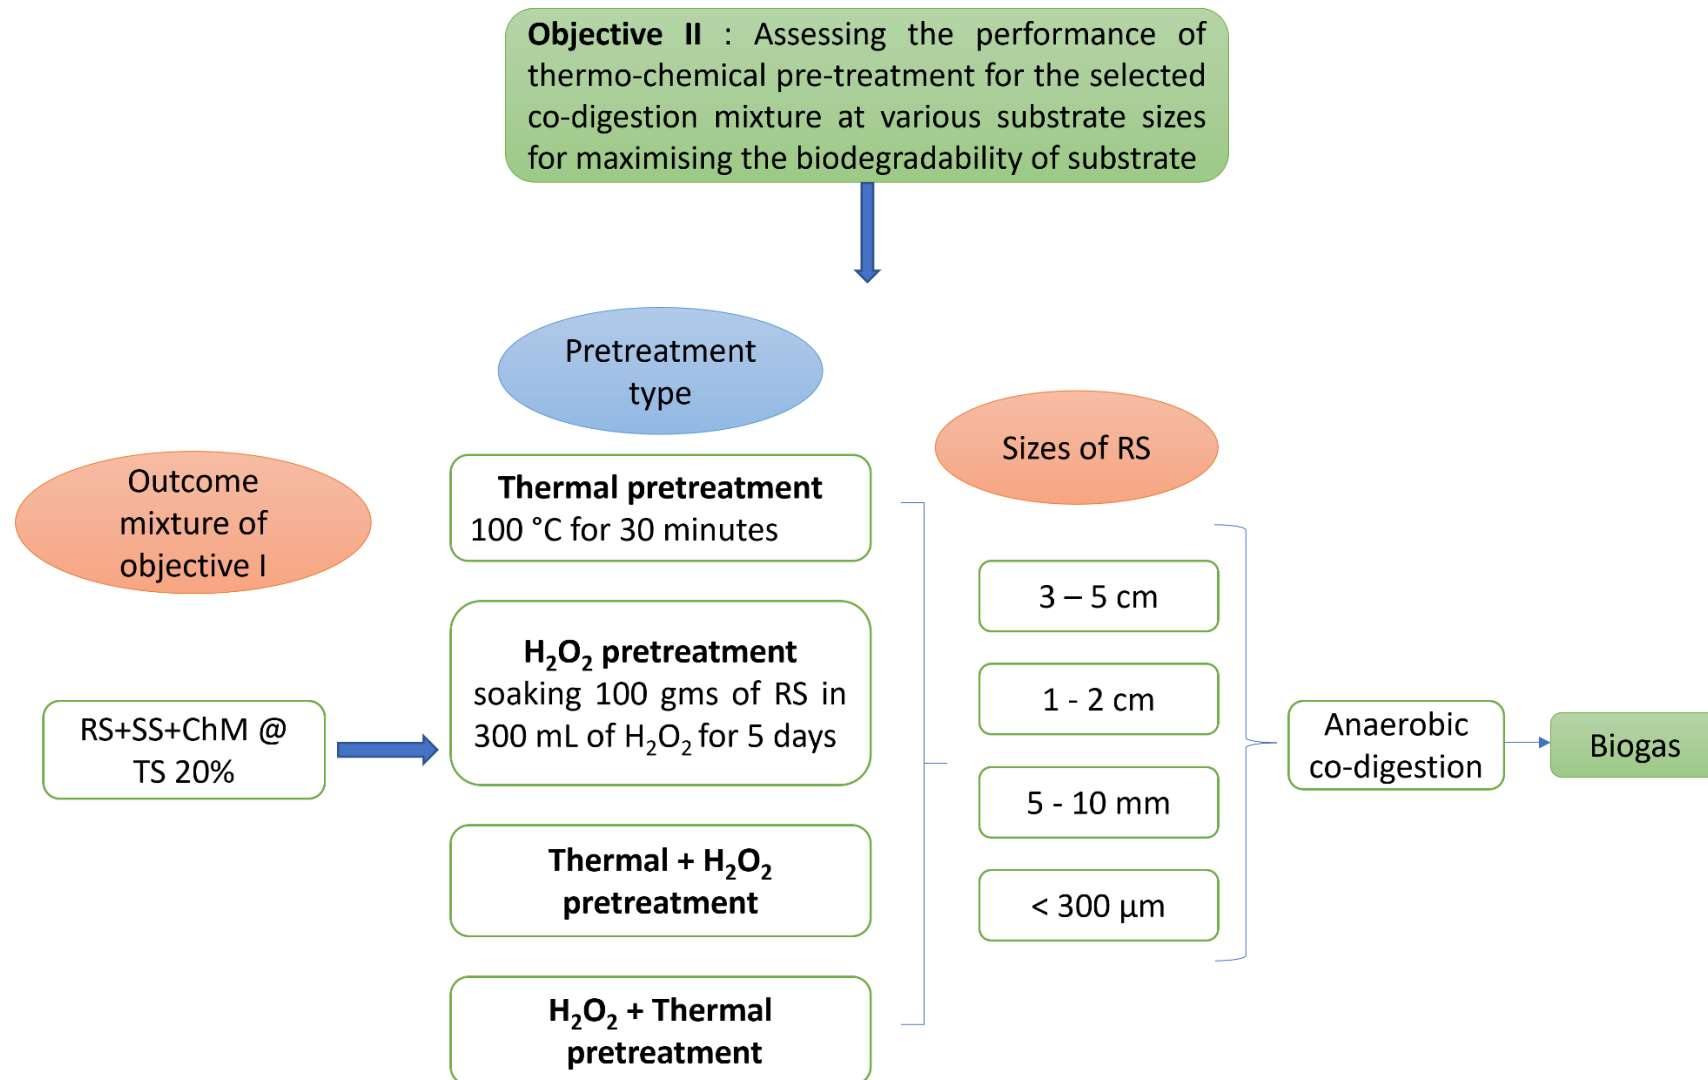 Objective II : Assessing the performance of
thermo-chemical pre-treatment for the selected
co-digestion mixture at various substrate sizes
for maximising the biodegradability of substrate
Pretreatment
type
Outcome
mixture of
objective I
RS+SS+ChM @
TS 20%
Thermal pretreatment
100 °C for 30 minutes
H₂O₂ pretreatment
soaking 100 gms of RS in
300 mL of H₂O₂ for 5 days
Thermal + H₂O₂
pretreatment
H₂O₂ + Thermal
pretreatment
Sizes of RS
3 – 5 cm
1 - 2 cm
5 - 10 mm
< 300 µm
Anaerobic
co-digestion
Biogas